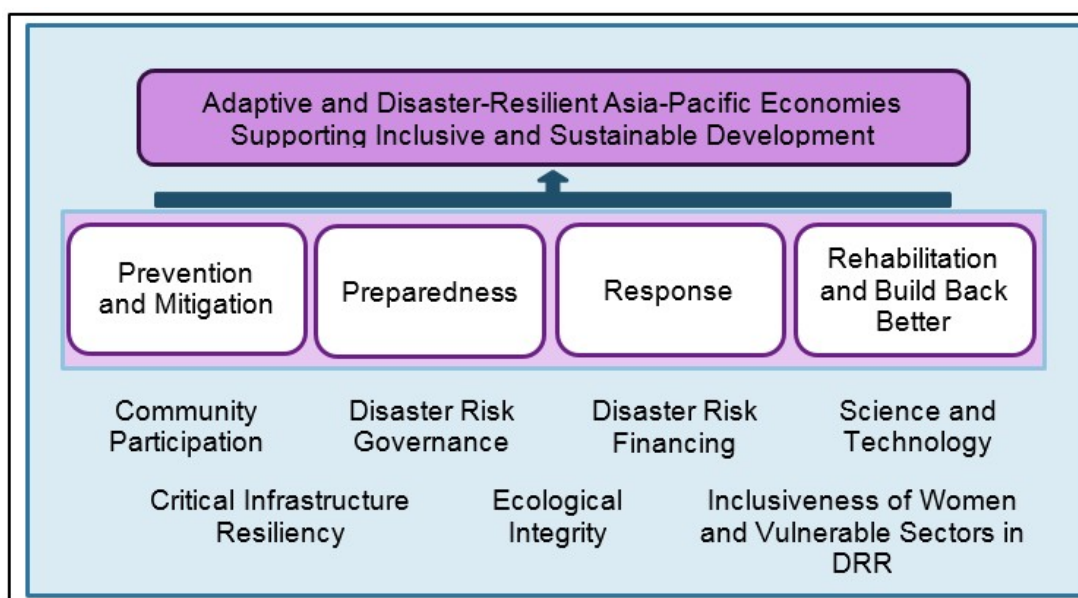 Adaptive and Disaster-Resilient Asia-Pacific Economies
Supporting Inclusive and Sustainable Development
Prevention
and Mitigation
Preparedness
Response
Rehabilitation
and Build Back
Better
Community
Participation
Disaster Risk
Governance
Disaster Risk
Financing
Science and
Technology
Critical Infrastructure
Resiliency
Ecological
Integrity
Inclusiveness of Women
and Vulnerable Sectors in
DRR